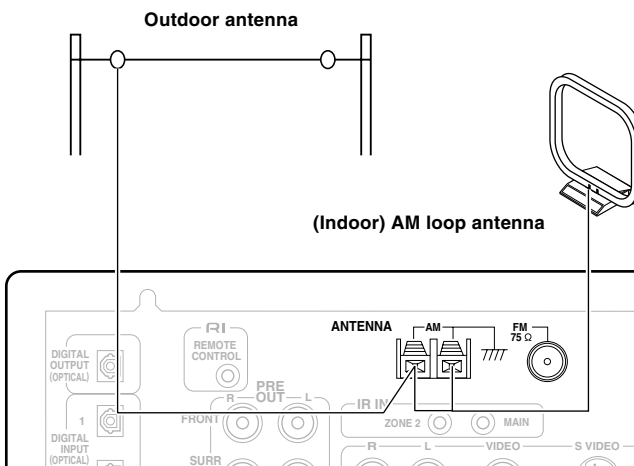 Outdoor antenna
(Indoor) AM loop antenna
ANTENNA
AM
FM
75 Ω
RI
REMOTE
CONTROL
DIGITAL
OUTPUT
(OPTICAL)
PRE
OUT
R
L
FRONT
IR IN
ZONE 2
MAIN
1
DIGITAL
INPUT
(OPTICAL)
SURR
R
L
VIDEO
S VIDEO